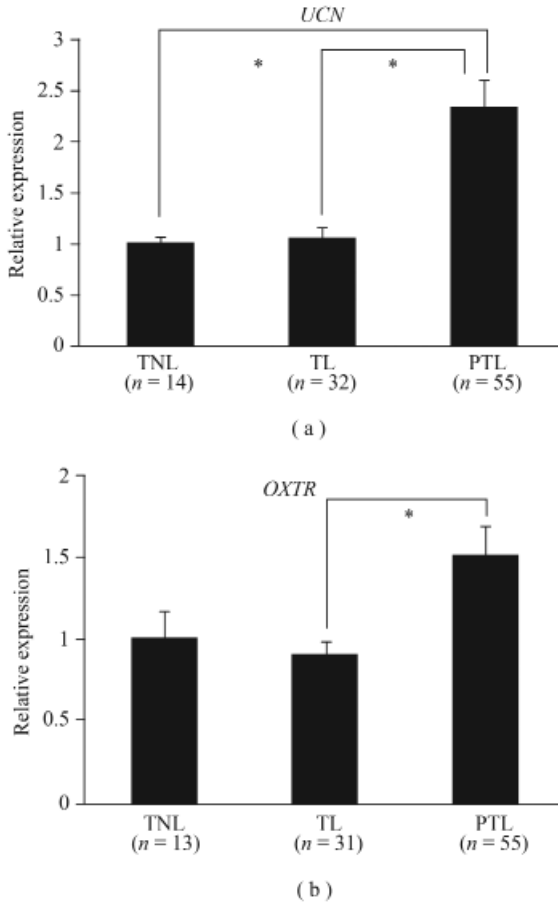 UCN
3
*
*
2.5
2
1.5
1
0.5
0
Relative expression
TNL
(n = 14)
TL
(n = 32)
PTL
(n = 55)
( a )
2
OXTR
*
1.5
1
0.5
0
Relative expression
TNL
(n = 13)
TL
(n = 31)
PTL
(n = 55)
( b )